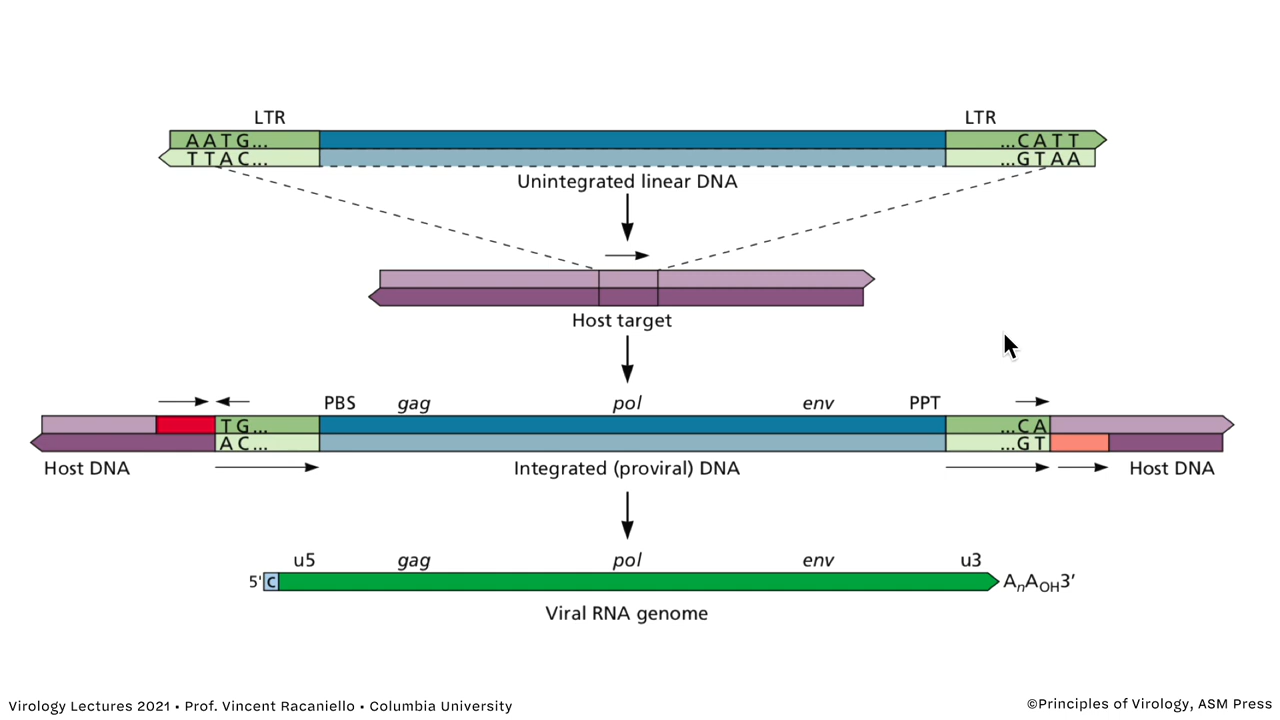 LTR LTR
AATG... ...CATT
TTAC... ...GTAA
Unintegrated linear DNA
Host target
PBS gag pol env PPT
TG... ...CA
AC... ...GT
Host DNA Integrated (proviral) DNA Host DNA
u5 gag pol env u3
5' c AnAOH3'
Viral RNA genome
Virology Lectures 2021 • Prof. Vincent Racaniello • Columbia University
©Principles of Virology, ASM Press